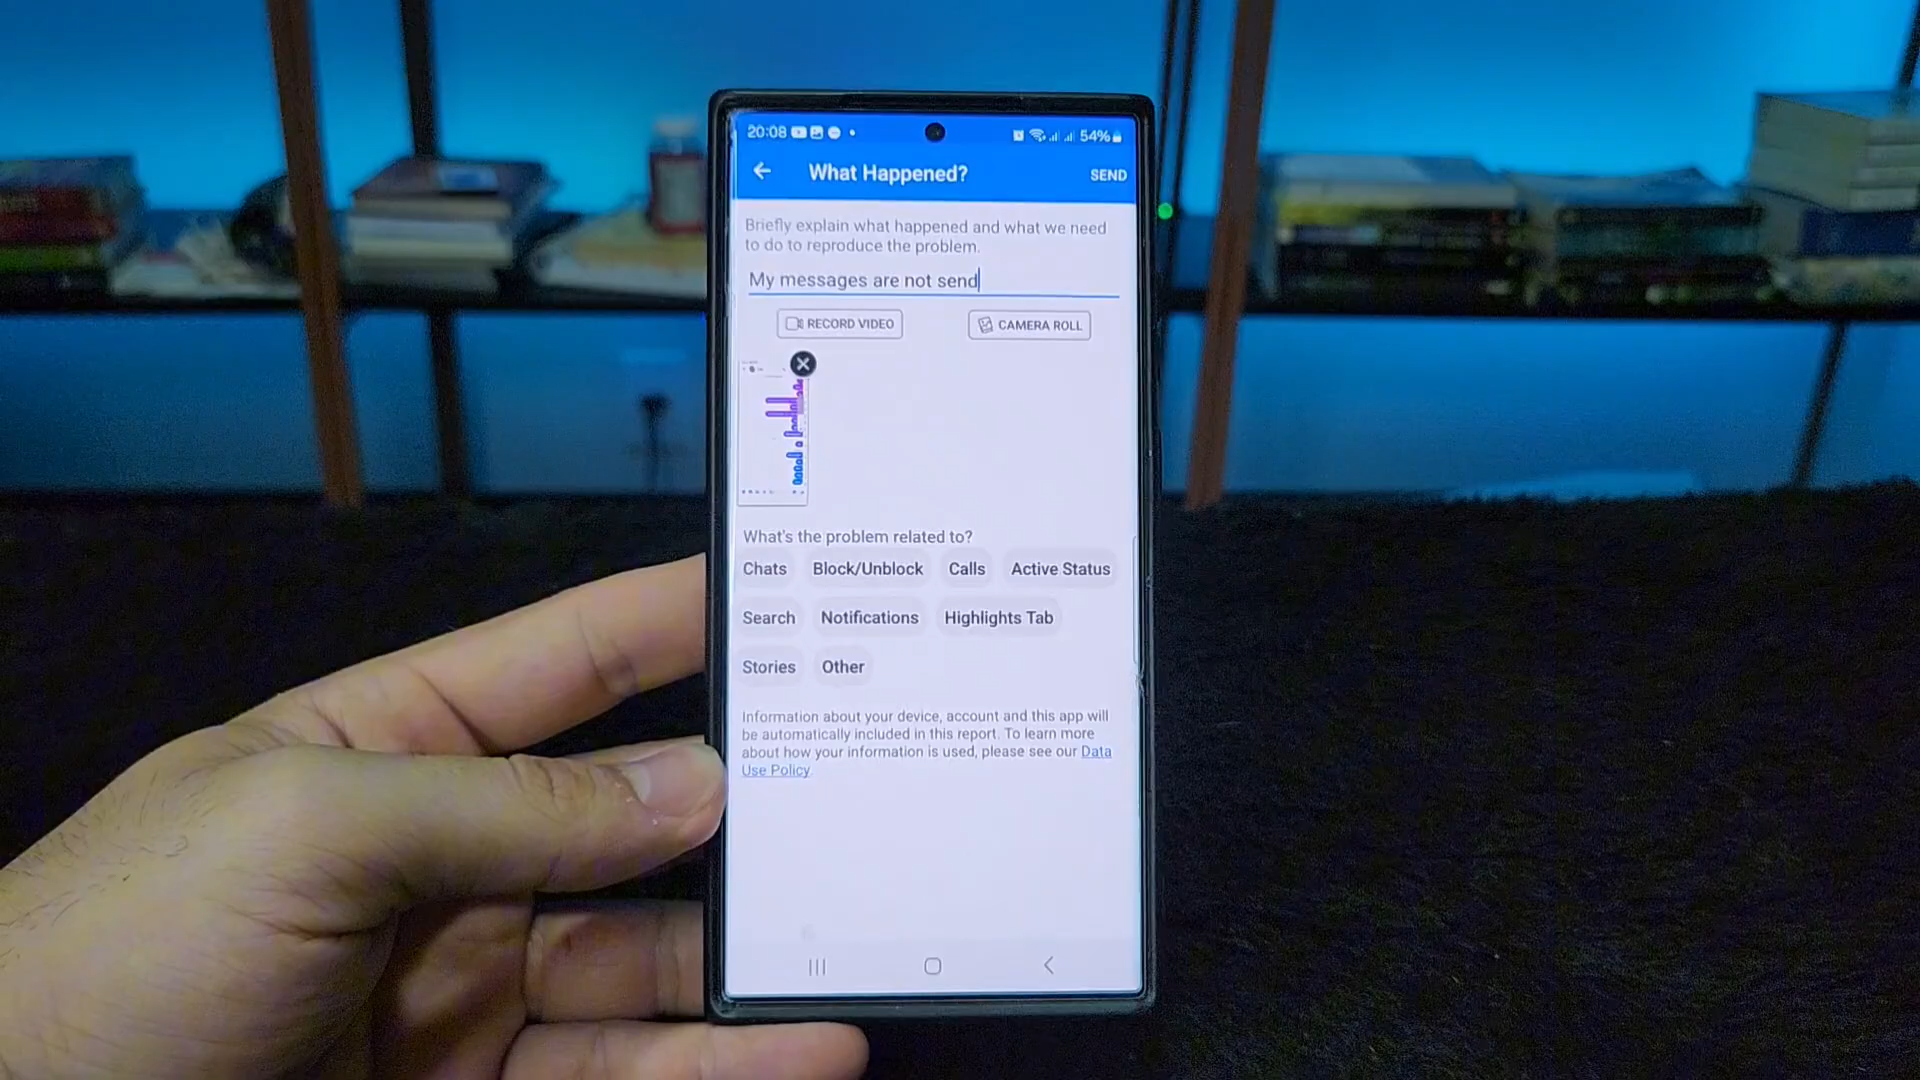 20:08
54%
What Happened?
SEND
Briefly explain what happened and what we need
to do to reproduce the problem.
My messages are not send
RECORD VIDEO
CAMERA ROLL
What's the problem related to?
Chats Block/Unblock Calls Active Status
Search Notifications Highlights Tab
Stories Other
Information about your device, account and this app will
be automatically included in this report. To learn more
about how your information is used, please see our Data
Use Policy.